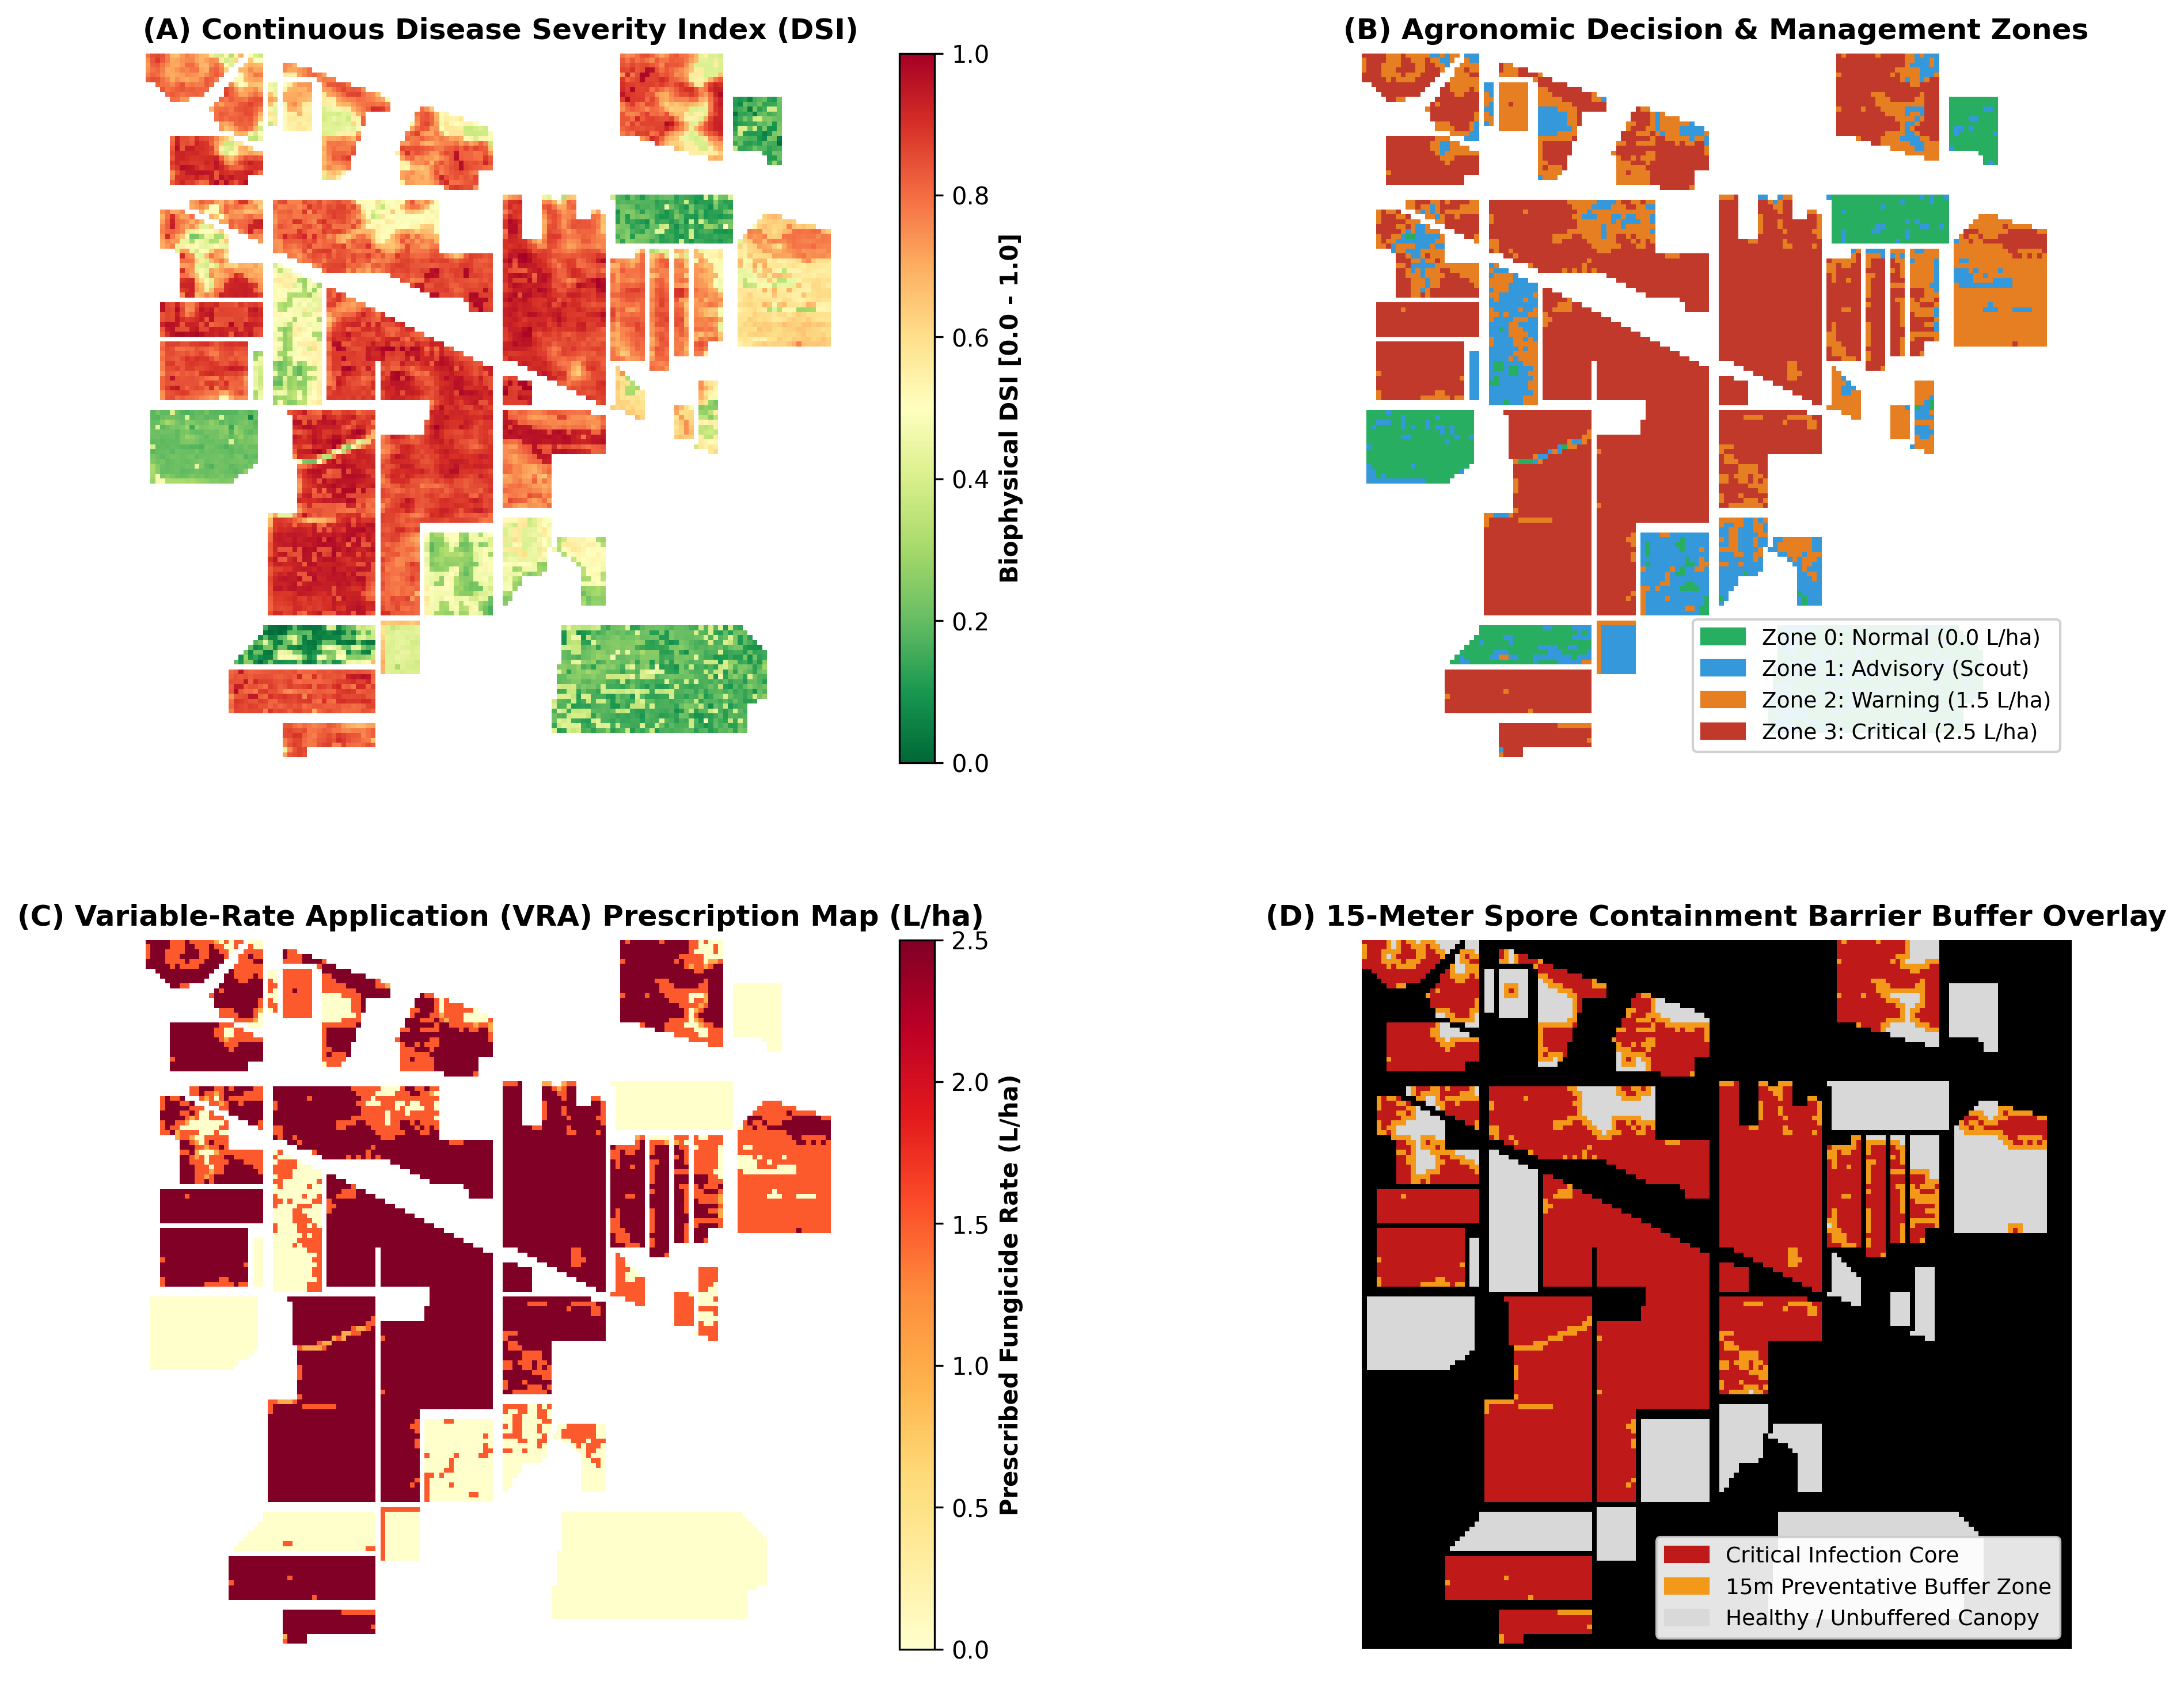 (A) Continuous Disease Severity Index (DSI)
1.0
0.8
0.6
0.4
0.2
0.0
Biophysical DSI [0.0 - 1.0]
(B) Agronomic Decision & Management Zones
Zone 0: Normal (0.0 L/ha)
Zone 1: Advisory (Scout)
Zone 2: Warning (1.5 L/ha)
Zone 3: Critical (2.5 L/ha)
(C) Variable-Rate Application (VRA) Prescription Map (L/ha)
2.5
2.0
1.5
1.0
0.5
0.0
Prescribed Fungicide Rate (L/ha)
(D) 15-Meter Spore Containment Barrier Buffer Overlay
Critical Infection Core
15m Preventative Buffer Zone
Healthy / Unbuffered Canopy